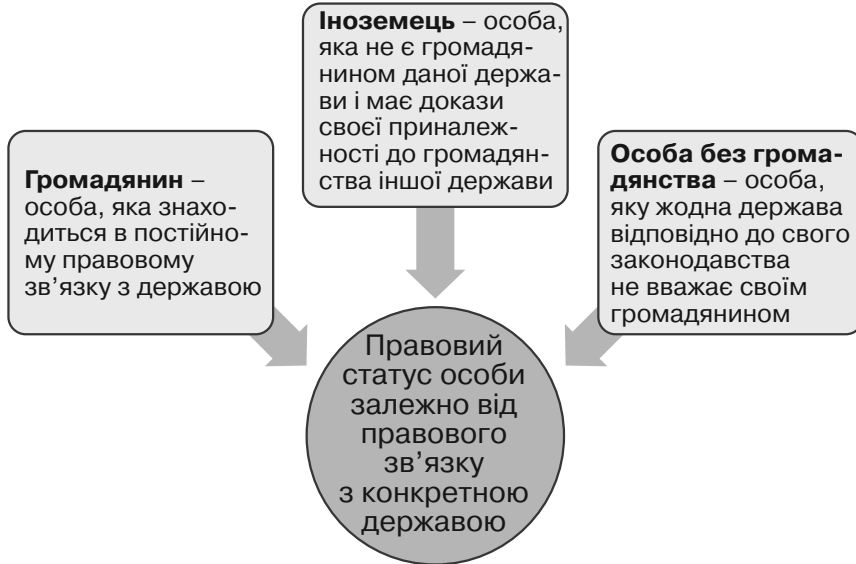 Громадянин –
особа, яка знахо-
диться в постійно-
му правовому
зв’язку з державою
Іноземець – особа,
яка не є громадя-
нином даної держа-
ви і має докази
своєї приналеж-
ності до громадян-
ства іншої держави
Особа без грома-
дянства – особа,
яку жодна держава
відповідно до свого
законодавства
не вважає своїм
громадянином
Правовий
статус особи
залежно від
правового
зв’язку
з конкретною
державою